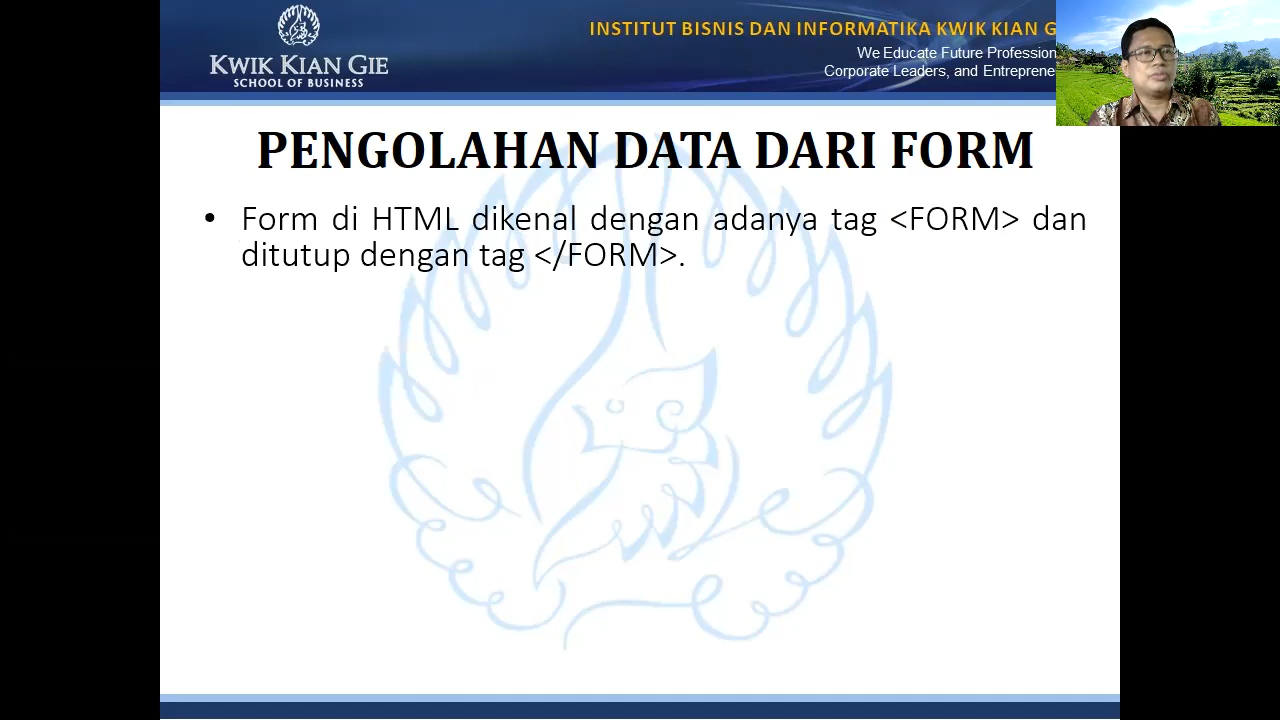 KWIK KIAN GIE
SCHOOL OF BUSINESS
INSTITUT BISNIS DAN INFORMATIKA KWIK KIAN G
We Educate Future Profession
Corporate Leaders, and Entreprene
PENGOLAHAN DATA DARI FORM
• Form di HTML dikenal dengan adanya tag <FORM> dan
ditutup dengan tag </FORM>.